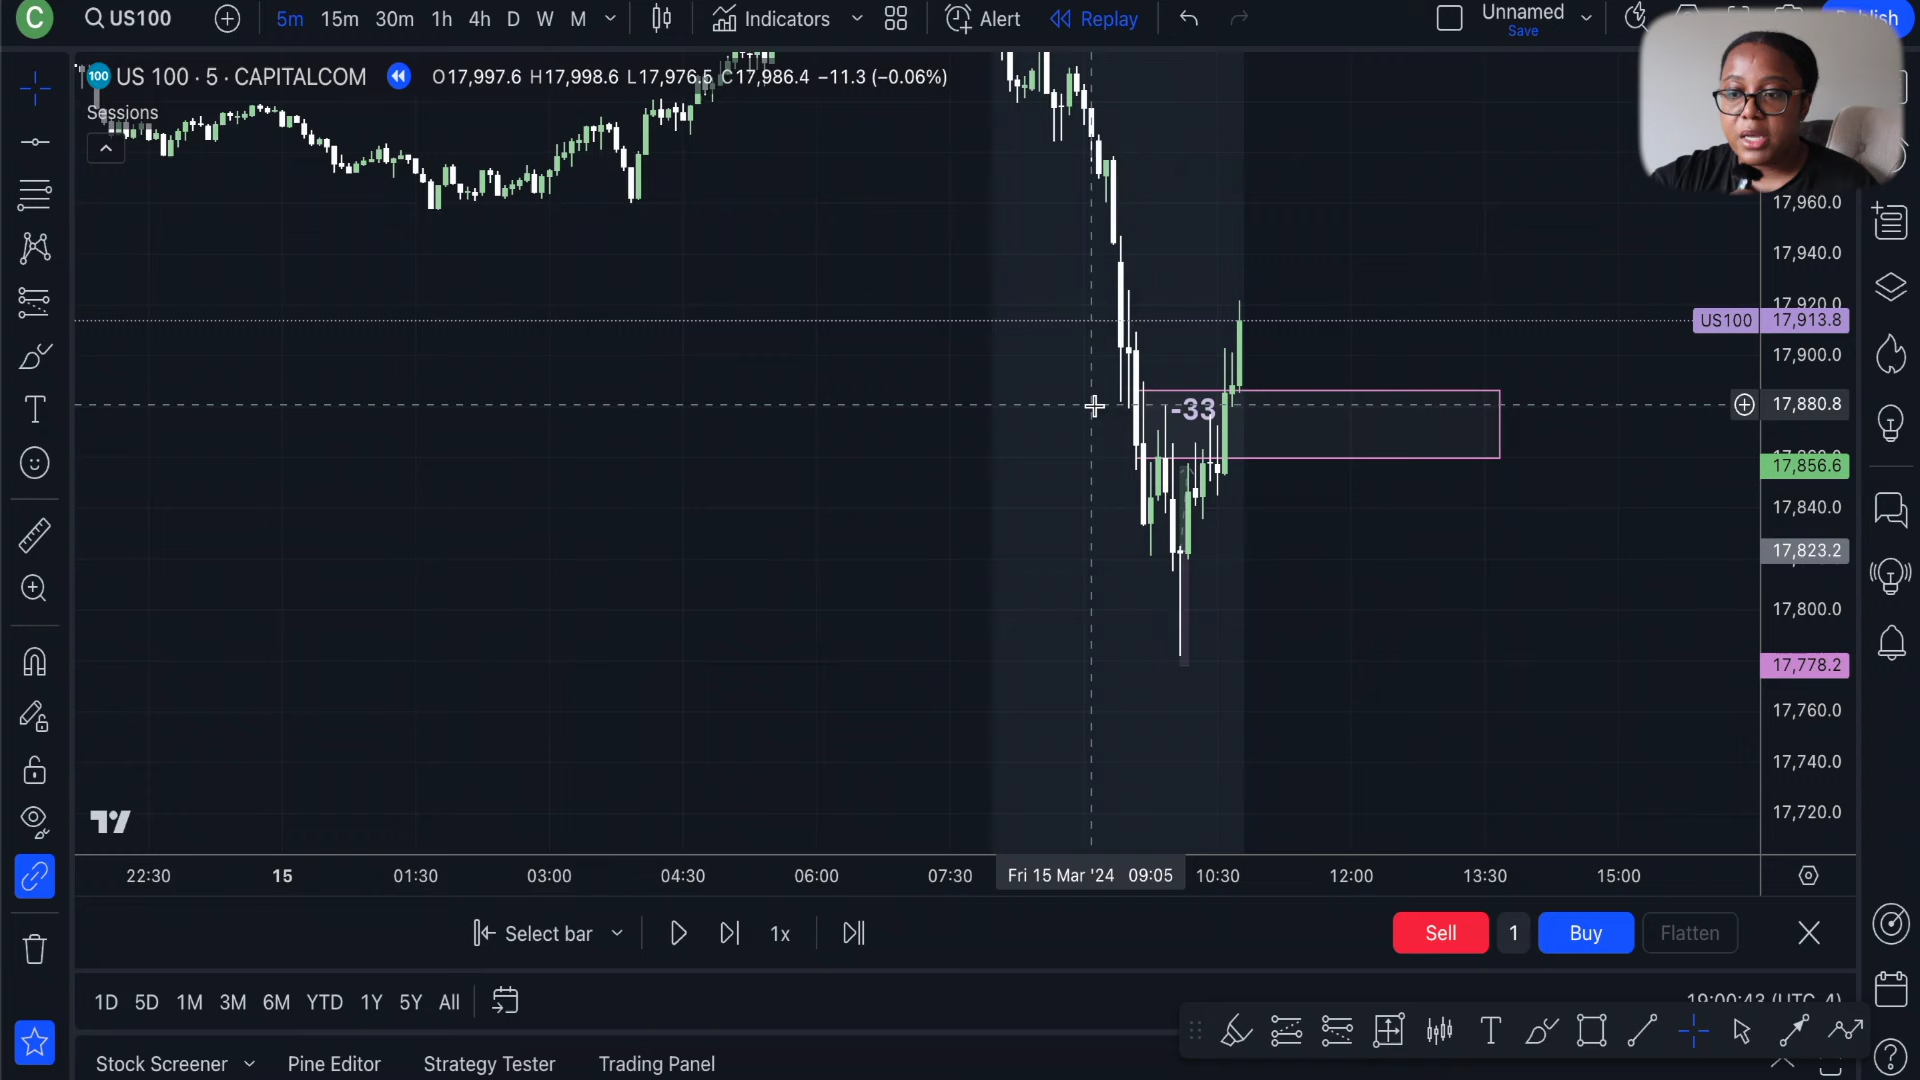 C
US100
5m 15m 30m 1h 4h D W M
Indicators
Alert
Replay
Unnamed
Save
100 US 100 · 5 · CAPITALCOM
O17,997.6 H17,998.6 L17,976.5 C17,986.4 −11.3 (−0.06%)
Sessions
17,960.0
17,940.0
17,920.0
US100 17,913.8
17,900.0
-33
17,880.8
17,856.6
17,840.0
17,823.2
17,800.0
17,778.2
17,760.0
17,740.0
17,720.0
22:30 15 01:30 03:00 04:30 06:00 07:30 Fri 15 Mar '24 09:05 10:30 12:00 13:30 15:00
Select bar
1x
Sell 1 Buy Flatten
1D 5D 1M 3M 6M YTD 1Y 5Y All
19:00:43 (UTC-4)
Stock Screener Pine Editor Strategy Tester Trading Panel